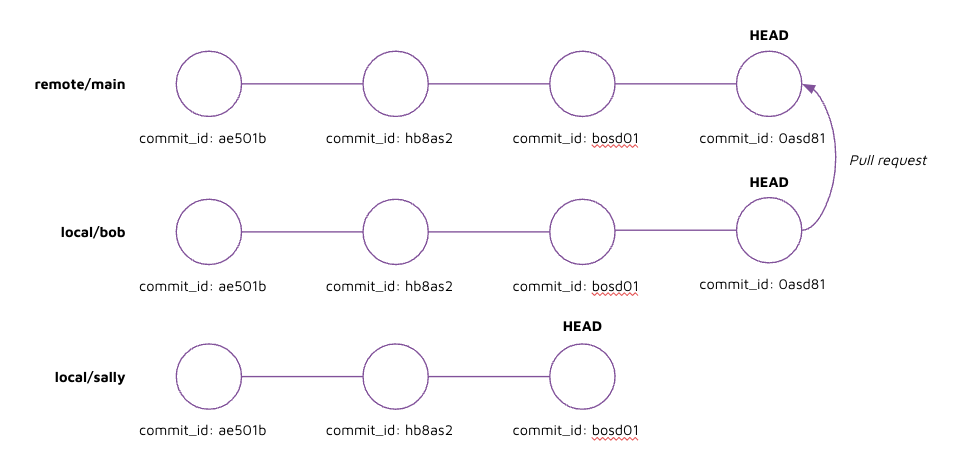 HEAD
remote/main
commit_id: ae501b
commit_id: hb8as2
commit_id: bosd01
commit_id: 0asd81
Pull request
HEAD
local/bob
commit_id: ae501b
commit_id: hb8as2
commit_id: bosd01
commit_id: 0asd81
HEAD
local/sally
commit_id: ae501b
commit_id: hb8as2
commit_id: bosd01